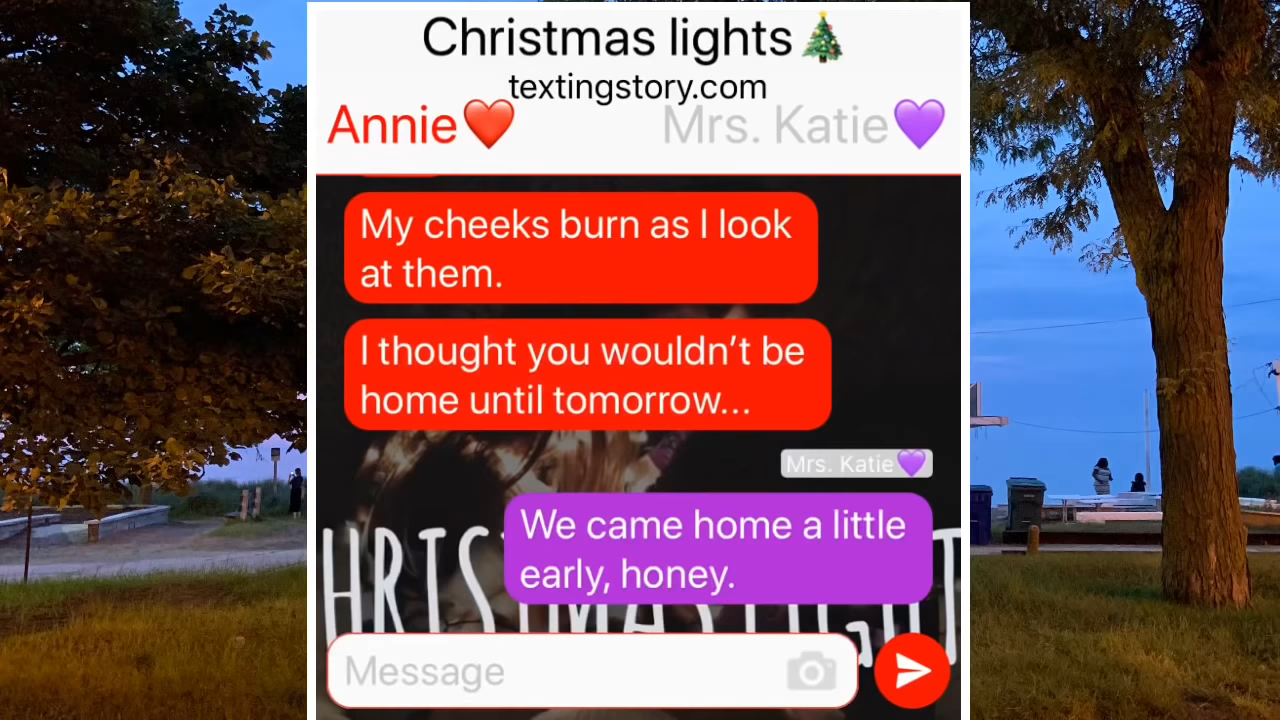 Christmas lights🎄
textingstory.com
Annie❤️ Mrs. Katie💜
My cheeks burn as I look
at them.
I thought you wouldn’t be
home until tomorrow...
Mrs. Katie💜
We came home a little
early, honey.
Message